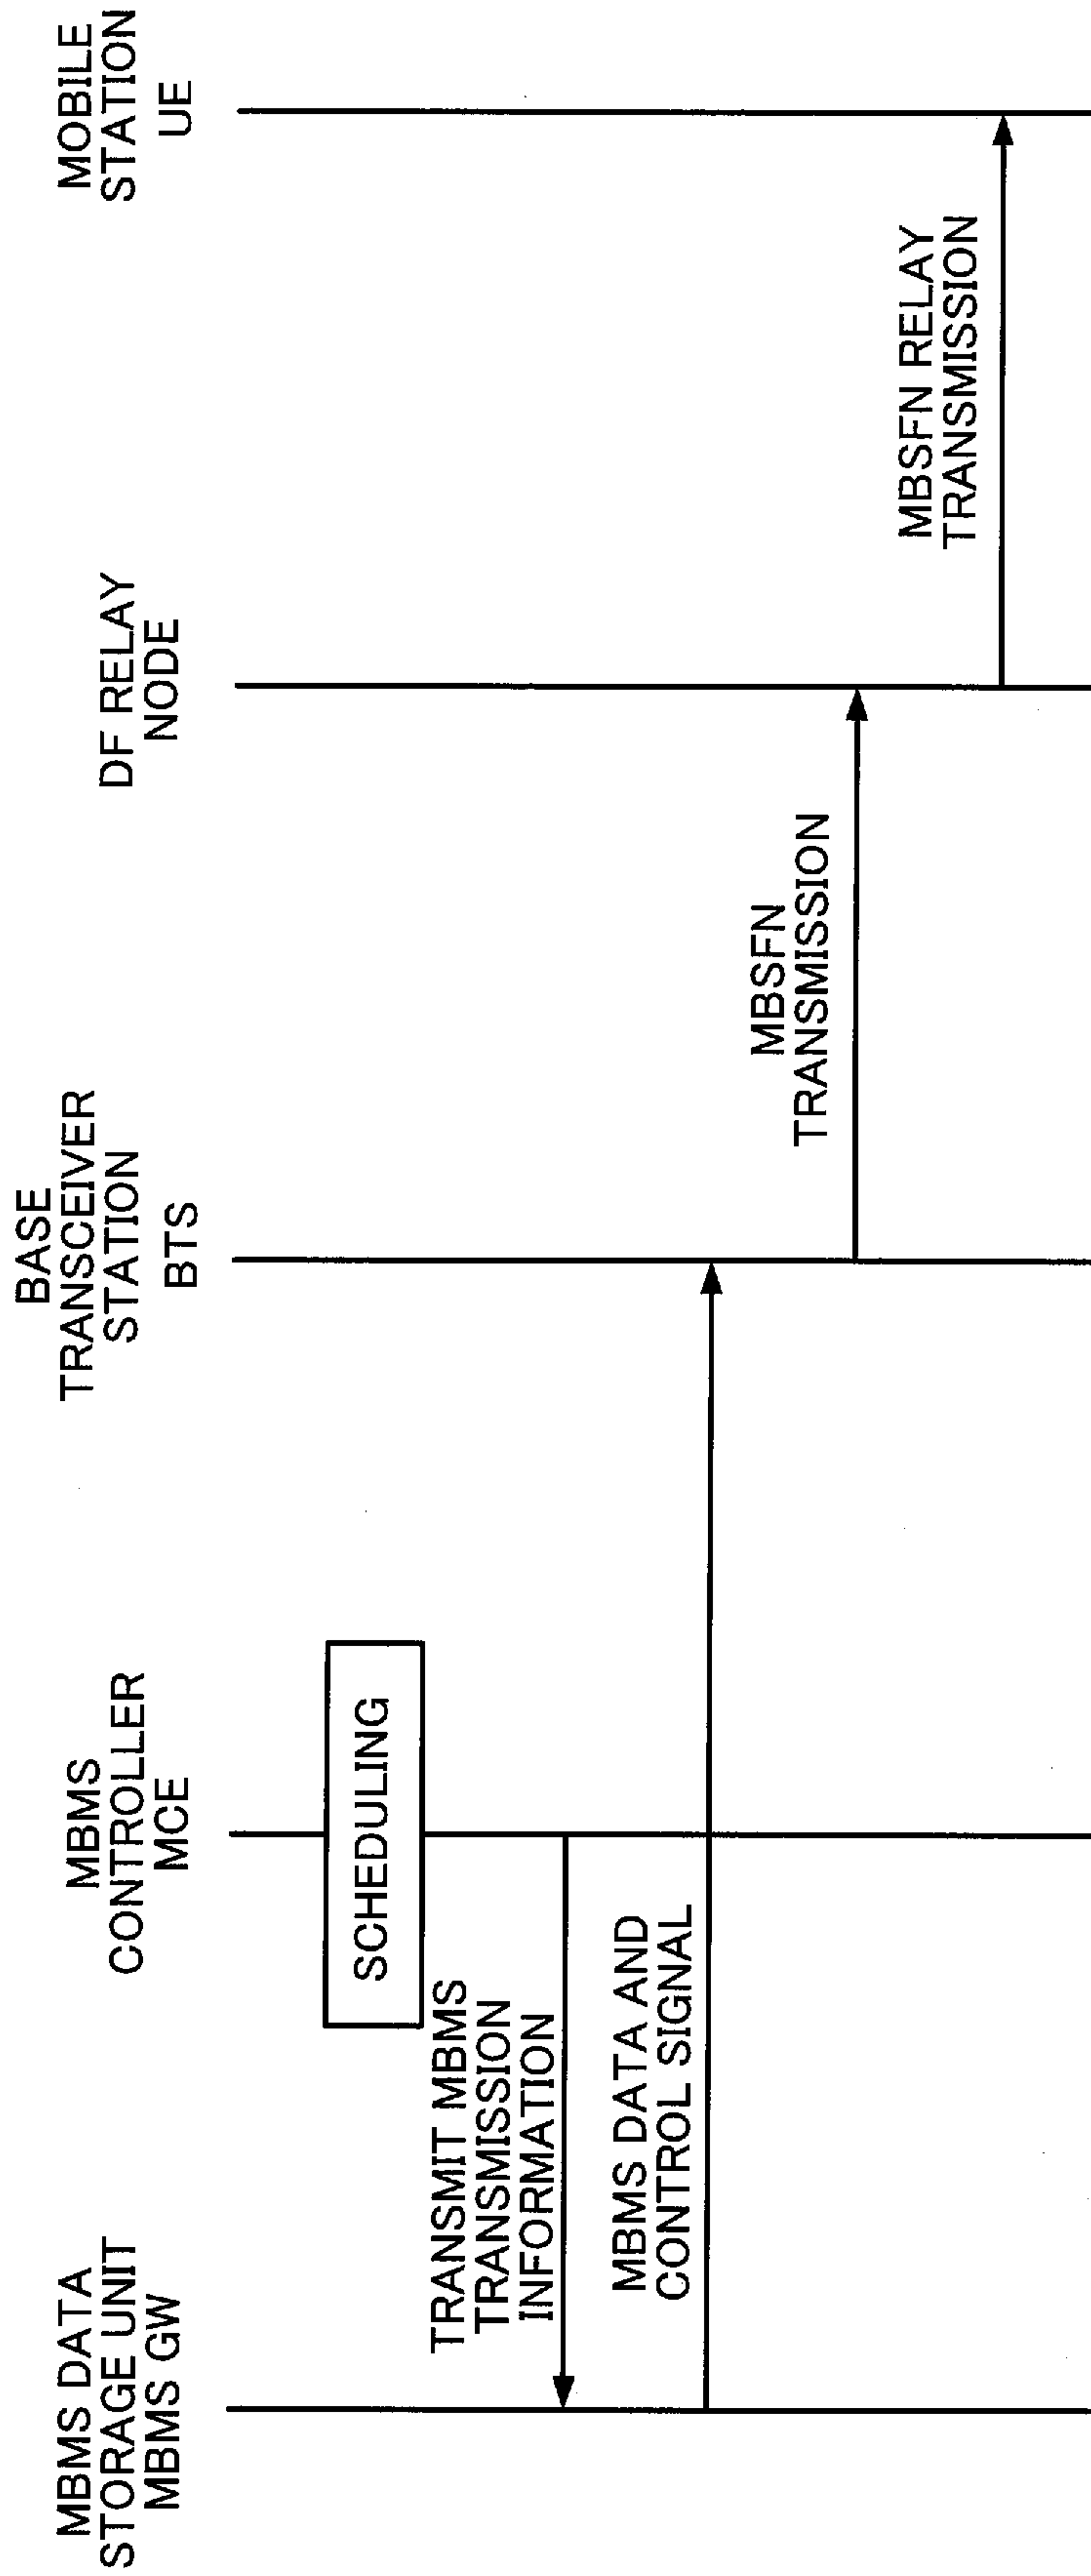 MBMS DATA
STORAGE UNIT
MBMS GW
MBMS
CONTROLLER
MCE
BASE
TRANSCEIVER
STATION
BTS
DF RELAY
NODE
MOBILE
STATION
UE
SCHEDULING
TRANSMIT MBMS
TRANSMISSION
INFORMATION
MBMS DATA AND
CONTROL SIGNAL
MBSFN
TRANSMISSION
MBSFN RELAY
TRANSMISSION